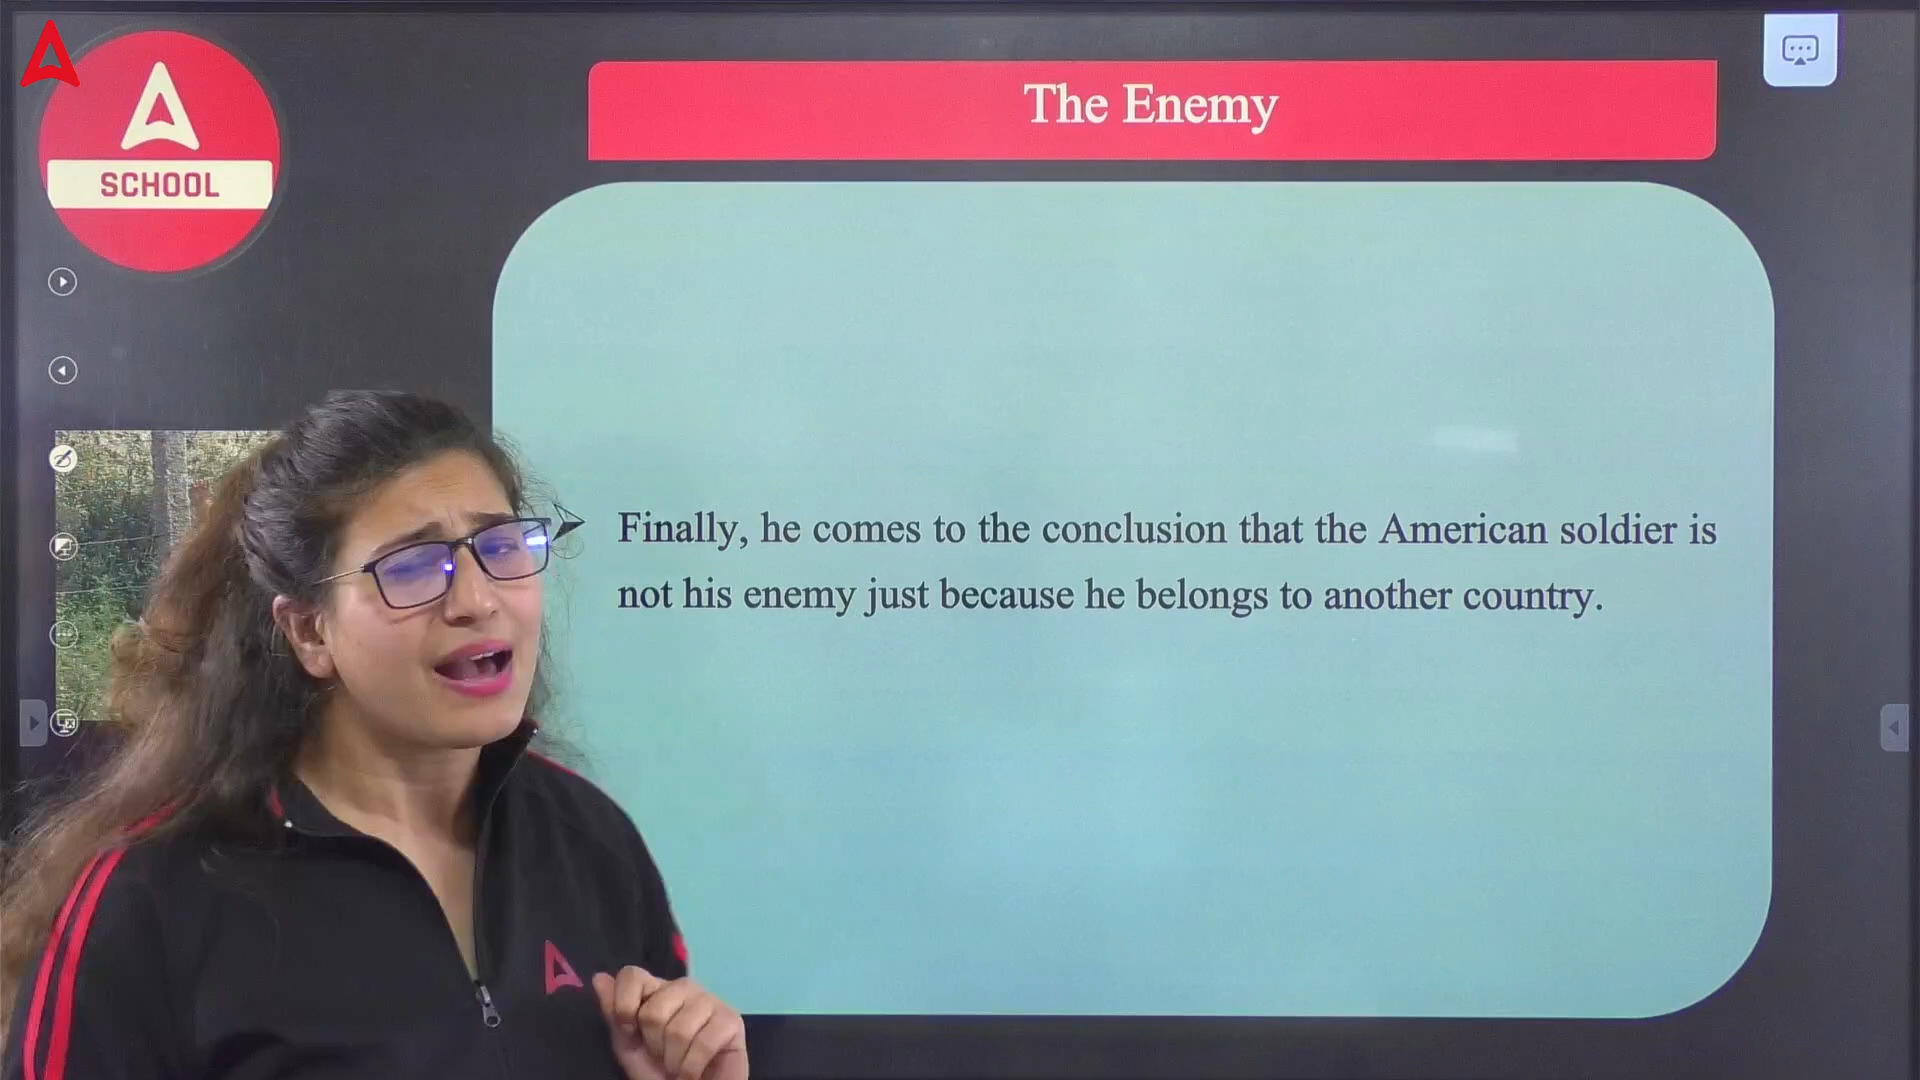 SCHOOL
The Enemy
Finally, he comes to the conclusion that the American soldier is
not his enemy just because he belongs to another country.